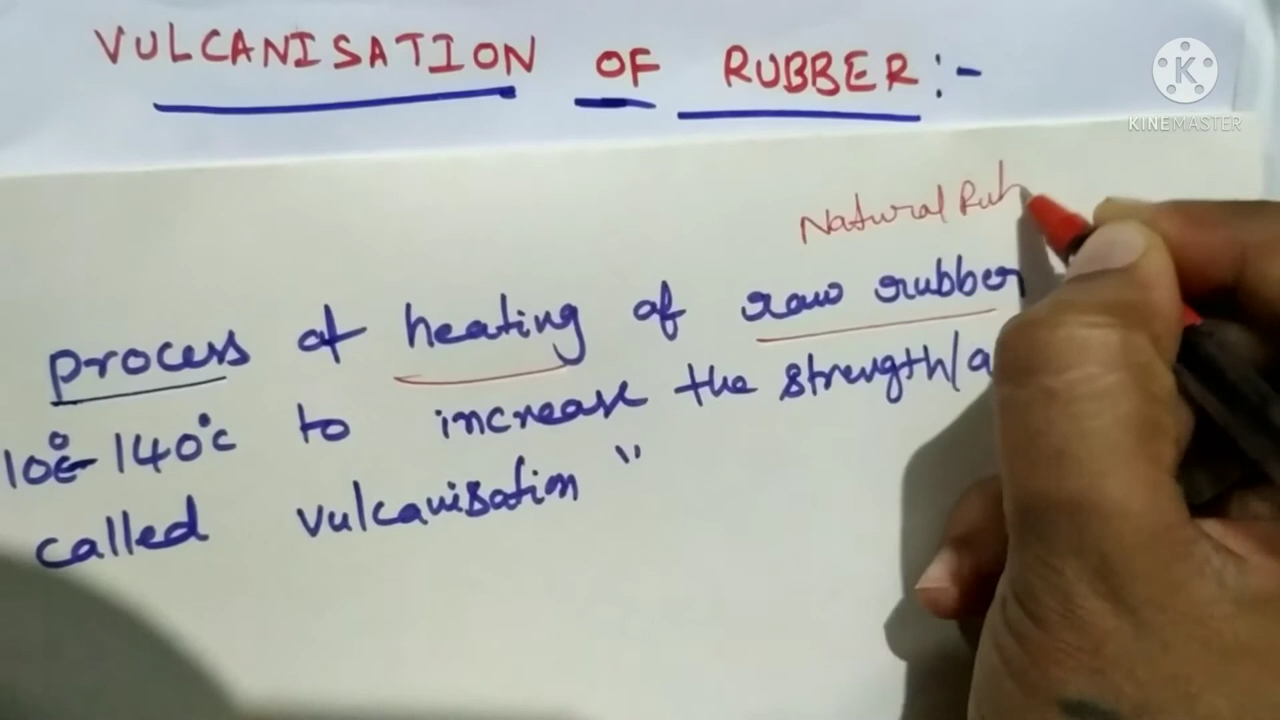 VULCANISATION OF RUBBER :-
K
KINEMASTER
Natural Rub
process of heating of raw rubber
100°-140°C to increase the strength/a
called vulcanisation "